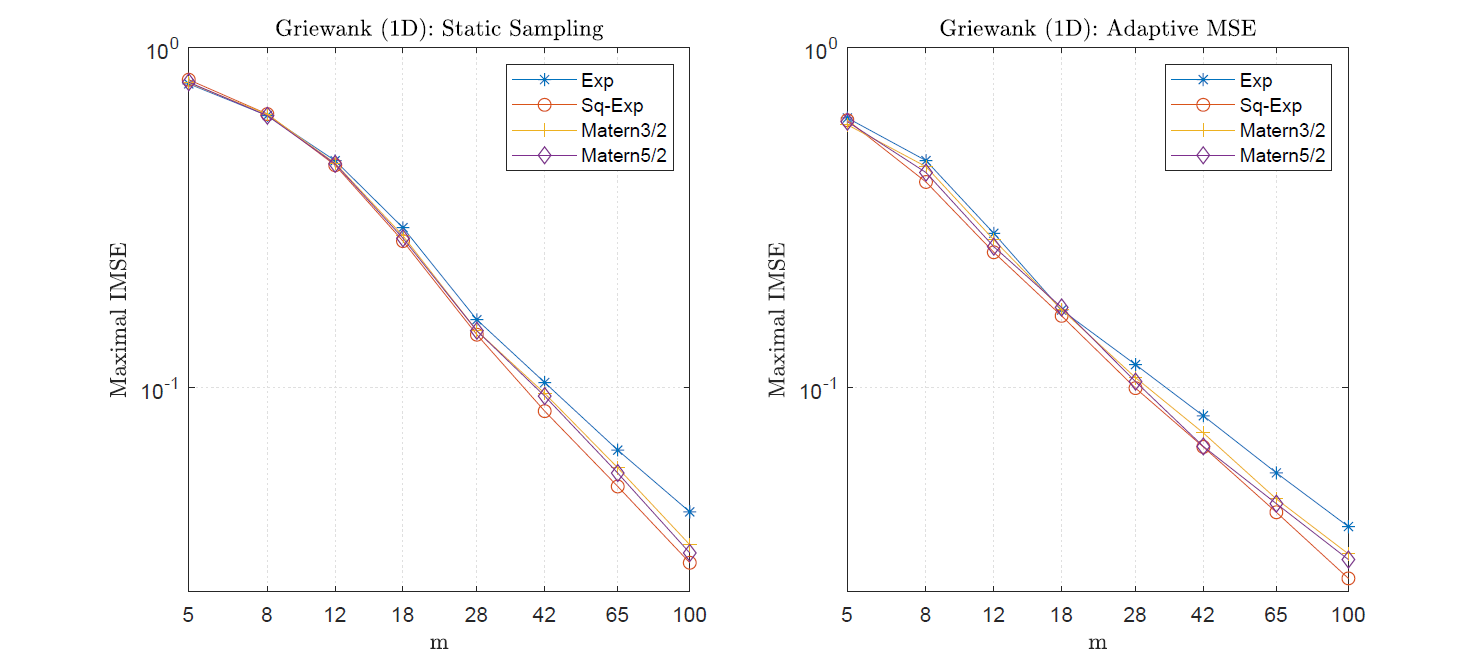 Griewank (1D): Static Sampling
10^0
Exp
Sq-Exp
Matern3/2
Matern5/2
Maximal IMSE
10^-1
5 8 12 18 28 42 65 100
m
Griewank (1D): Adaptive MSE
10^0
Exp
Sq-Exp
Matern3/2
Matern5/2
Maximal IMSE
10^-1
5 8 12 18 28 42 65 100
m